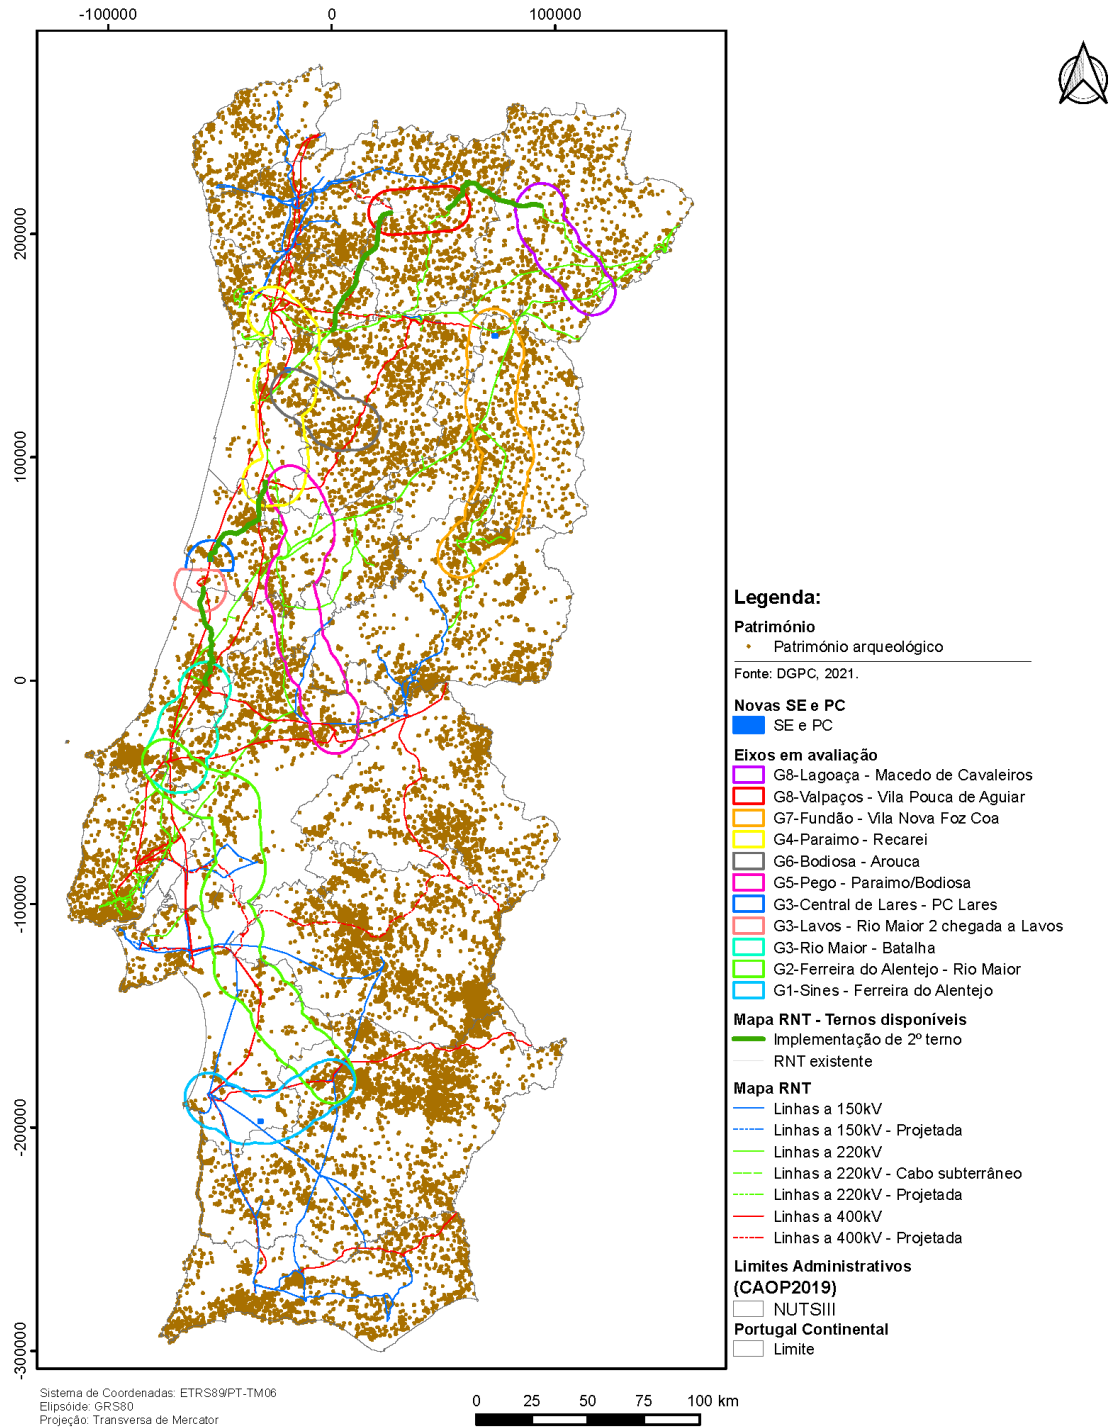 -100000
0
100000
200000
100000
0
-100000
-200000
-300000
Legenda:
Património
Património arqueológico
Fonte: DGPC, 2021.
Novas SE e PC
SE e PC
Eixos em avaliação
G8-Lagoaça - Macedo de Cavaleiros
G8-Valpaços - Vila Pouca de Aguiar
G7-Fundão - Vila Nova Foz Coa
G4-Paraimo - Recarei
G6-Bodiosa - Arouca
G5-Pego - Paraimo/Bodiosa
G3-Central de Lares - PC Lares
G3-Lavos - Rio Maior 2 chegada a Lavos
G3-Rio Maior - Batalha
G2-Ferreira do Alentejo - Rio Maior
G1-Sines - Ferreira do Alentejo
Mapa RNT - Ternos disponíveis
Implementação de 2º terno
RNT existente
Mapa RNT
Linhas a 150kV
Linhas a 150kV - Projetada
Linhas a 220kV
Linhas a 220kV - Cabo subterrâneo
Linhas a 220kV - Projetada
Linhas a 400kV
Linhas a 400kV - Projetada
Limites Administrativos
(CAOP2019)
NUTSIII
Portugal Continental
Limite
Sistema de Coordenadas: ETRS89/PT-TM06
Elipsóide: GRS80
Projeção: Transversa de Mercator
0 25 50 75 100 km